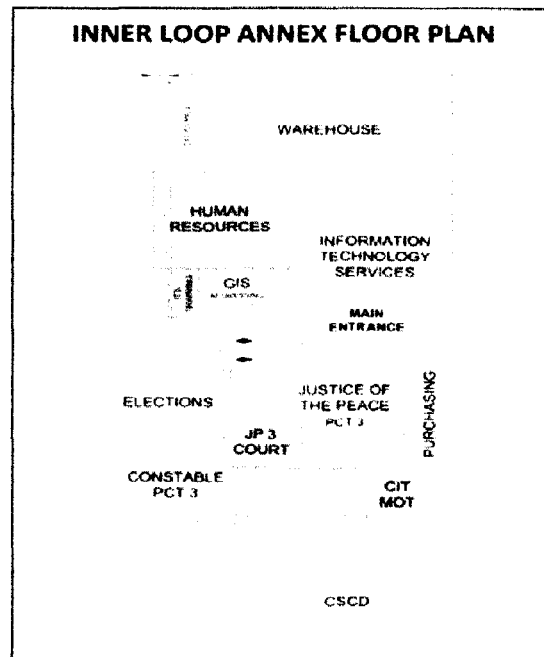 INNER LOOP ANNEX FLOOR PLAN
WAREHOUSE
HUMAN
RESOURCES
INFORMATION
TECHNOLOGY
SERVICES
GIS
MAIN
ENTRANCE
ELECTIONS
JUSTICE OF
THE PEACE
PCT 3
PURCHASING
JP 3
COURT
CONSTABLE
PCT 3
CIT
MOT
CSCD